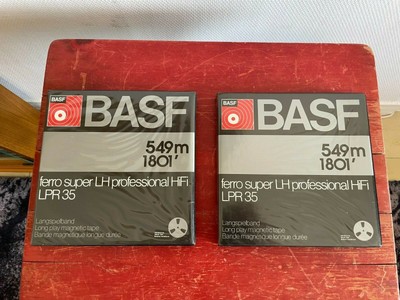 BASF
BASF
549m
1801'
ferro super LH professional HiFi
LPR 35
Langspielband
Long play magnetic tape
Bande magnétique longue durée
BASF
BASF
549m
1801'
ferro super LH professional HiFi
LPR 35
Langspielband
Long play magnetic tape
Bande magnétique longue durée